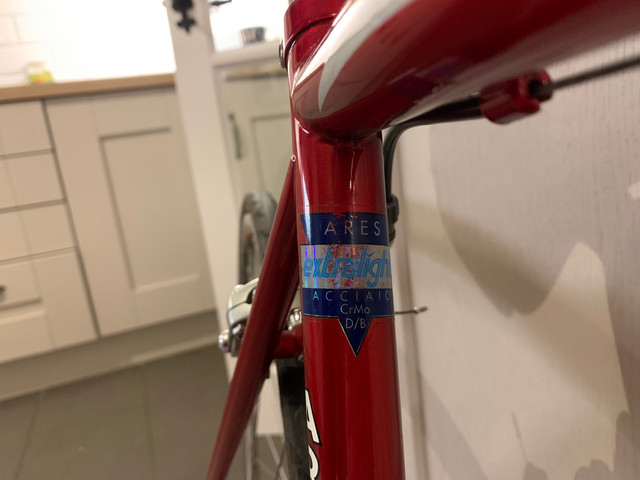 ARES
extralight
ACCIAIO
CrMo
D/B